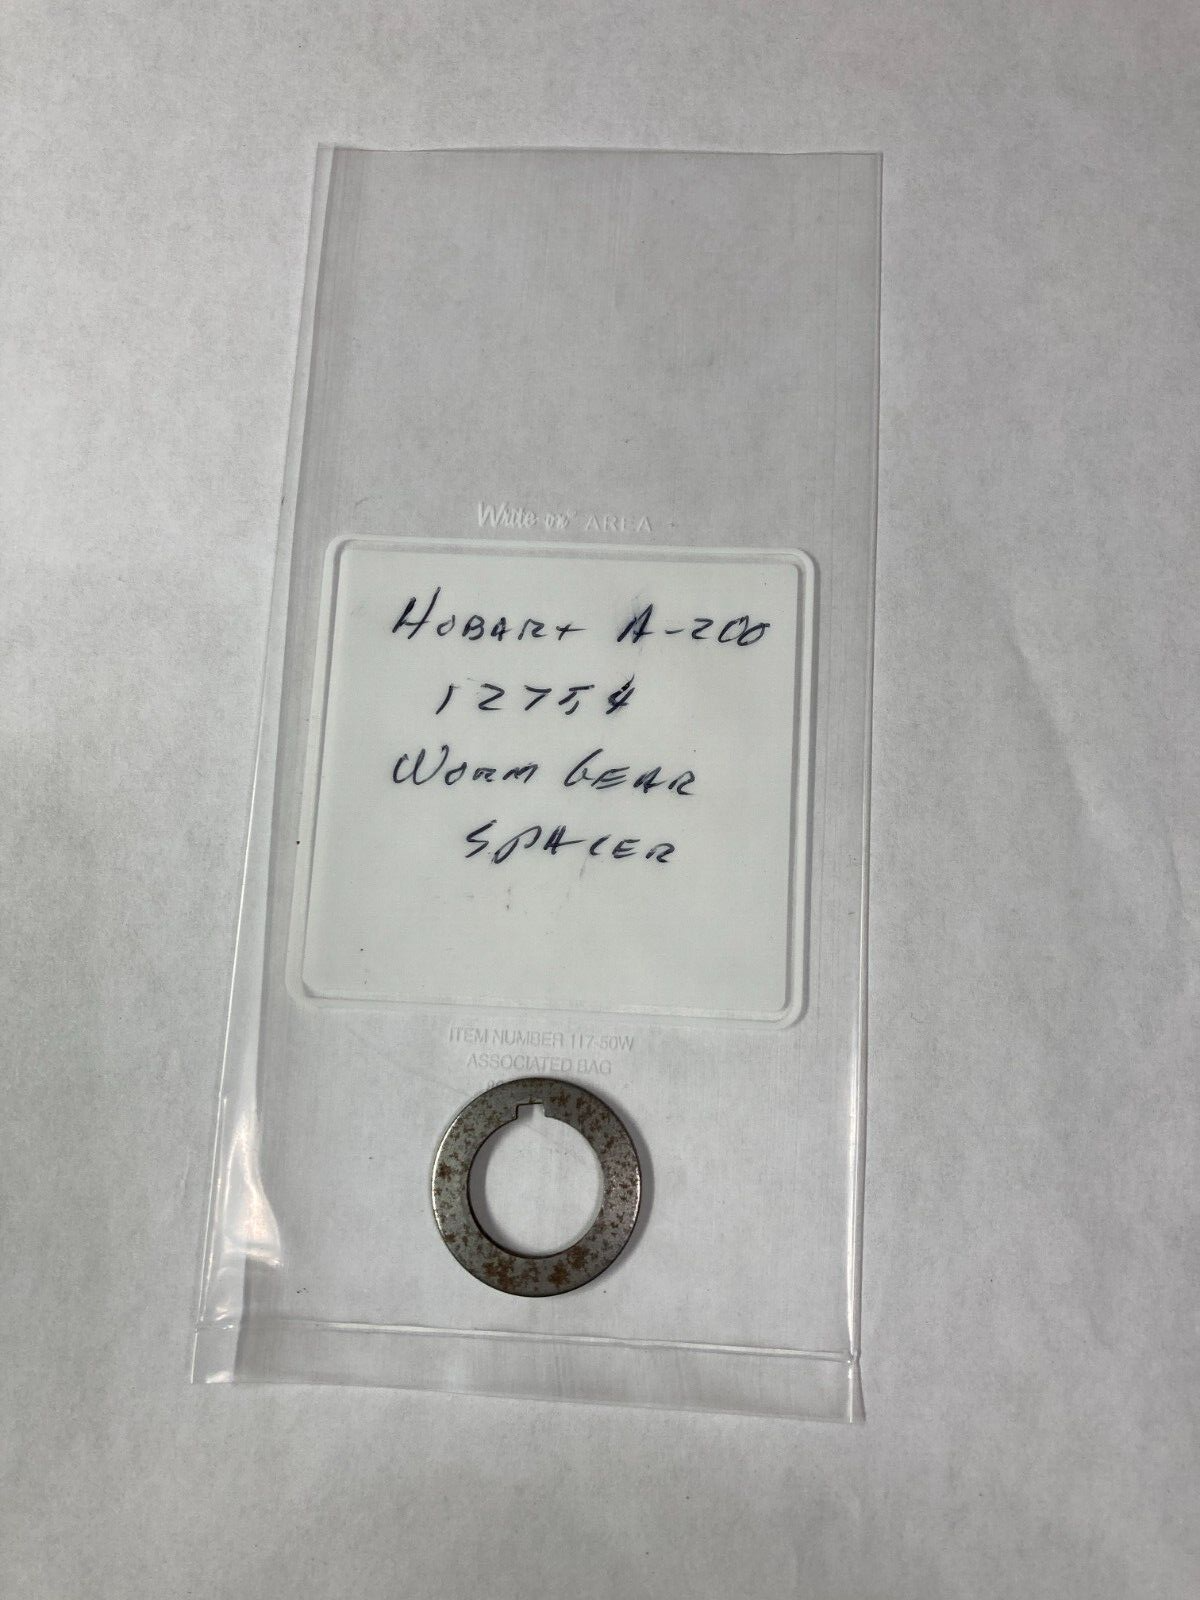 Write-on® AREA
HOBART A-200
12754
WORM GEAR
SPACER
ITEM NUMBER 117-50W
ASSOCIATED BAG